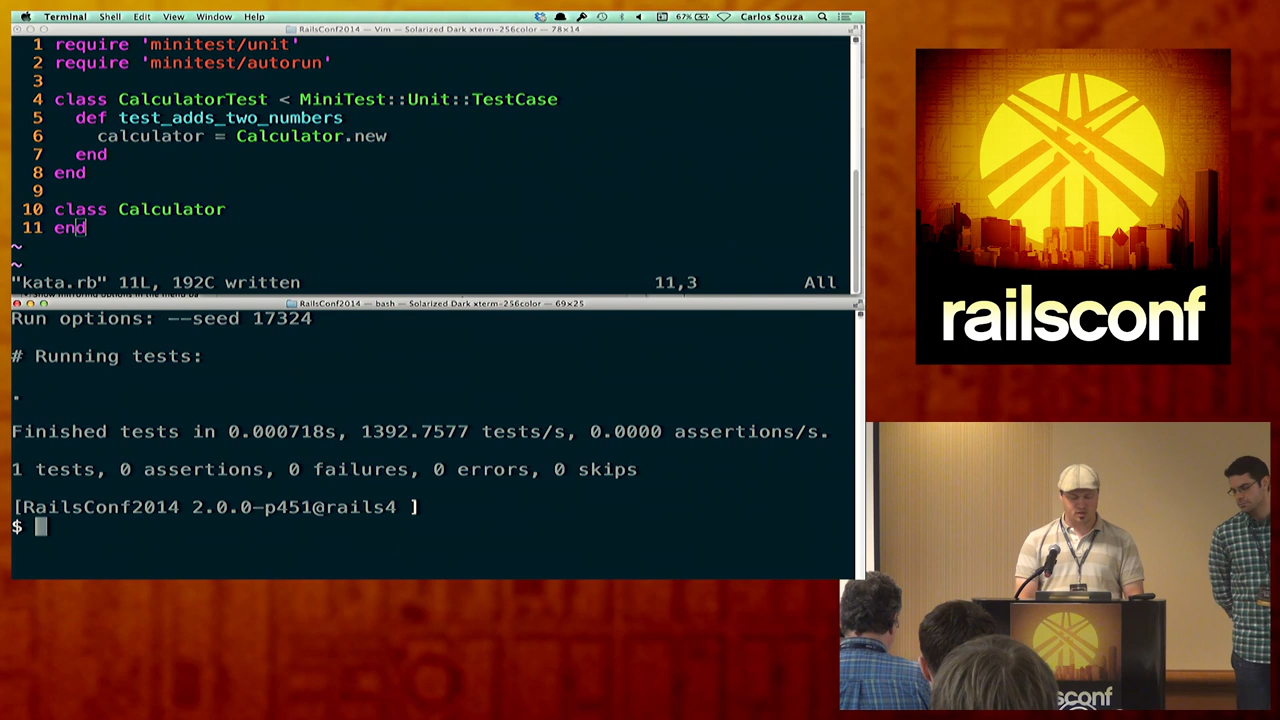 Terminal Shell Edit View Window Help 67% Carlos Souza
RailsConf2014 — Vim — Solarized Dark xterm-256color — 78×14
1 require 'minitest/unit'
2 require 'minitest/autorun'
3
4 class CalculatorTest < MiniTest::Unit::TestCase
5 def test_adds_two_numbers
6 calculator = Calculator.new
7 end
8 end
9
10 class Calculator
11 end
~
~
"kata.rb" 11L, 192C written 11,3 All
RailsConf2014 — bash — Solarized Dark xterm-256color — 69×25
Run options: --seed 17324
# Running tests:
.
Finished tests in 0.000718s, 1392.7577 tests/s, 0.0000 assertions/s.
1 tests, 0 assertions, 0 failures, 0 errors, 0 skips
[RailsConf2014 2.0.0-p451@rails4 ]
$
railsconf
railsconf